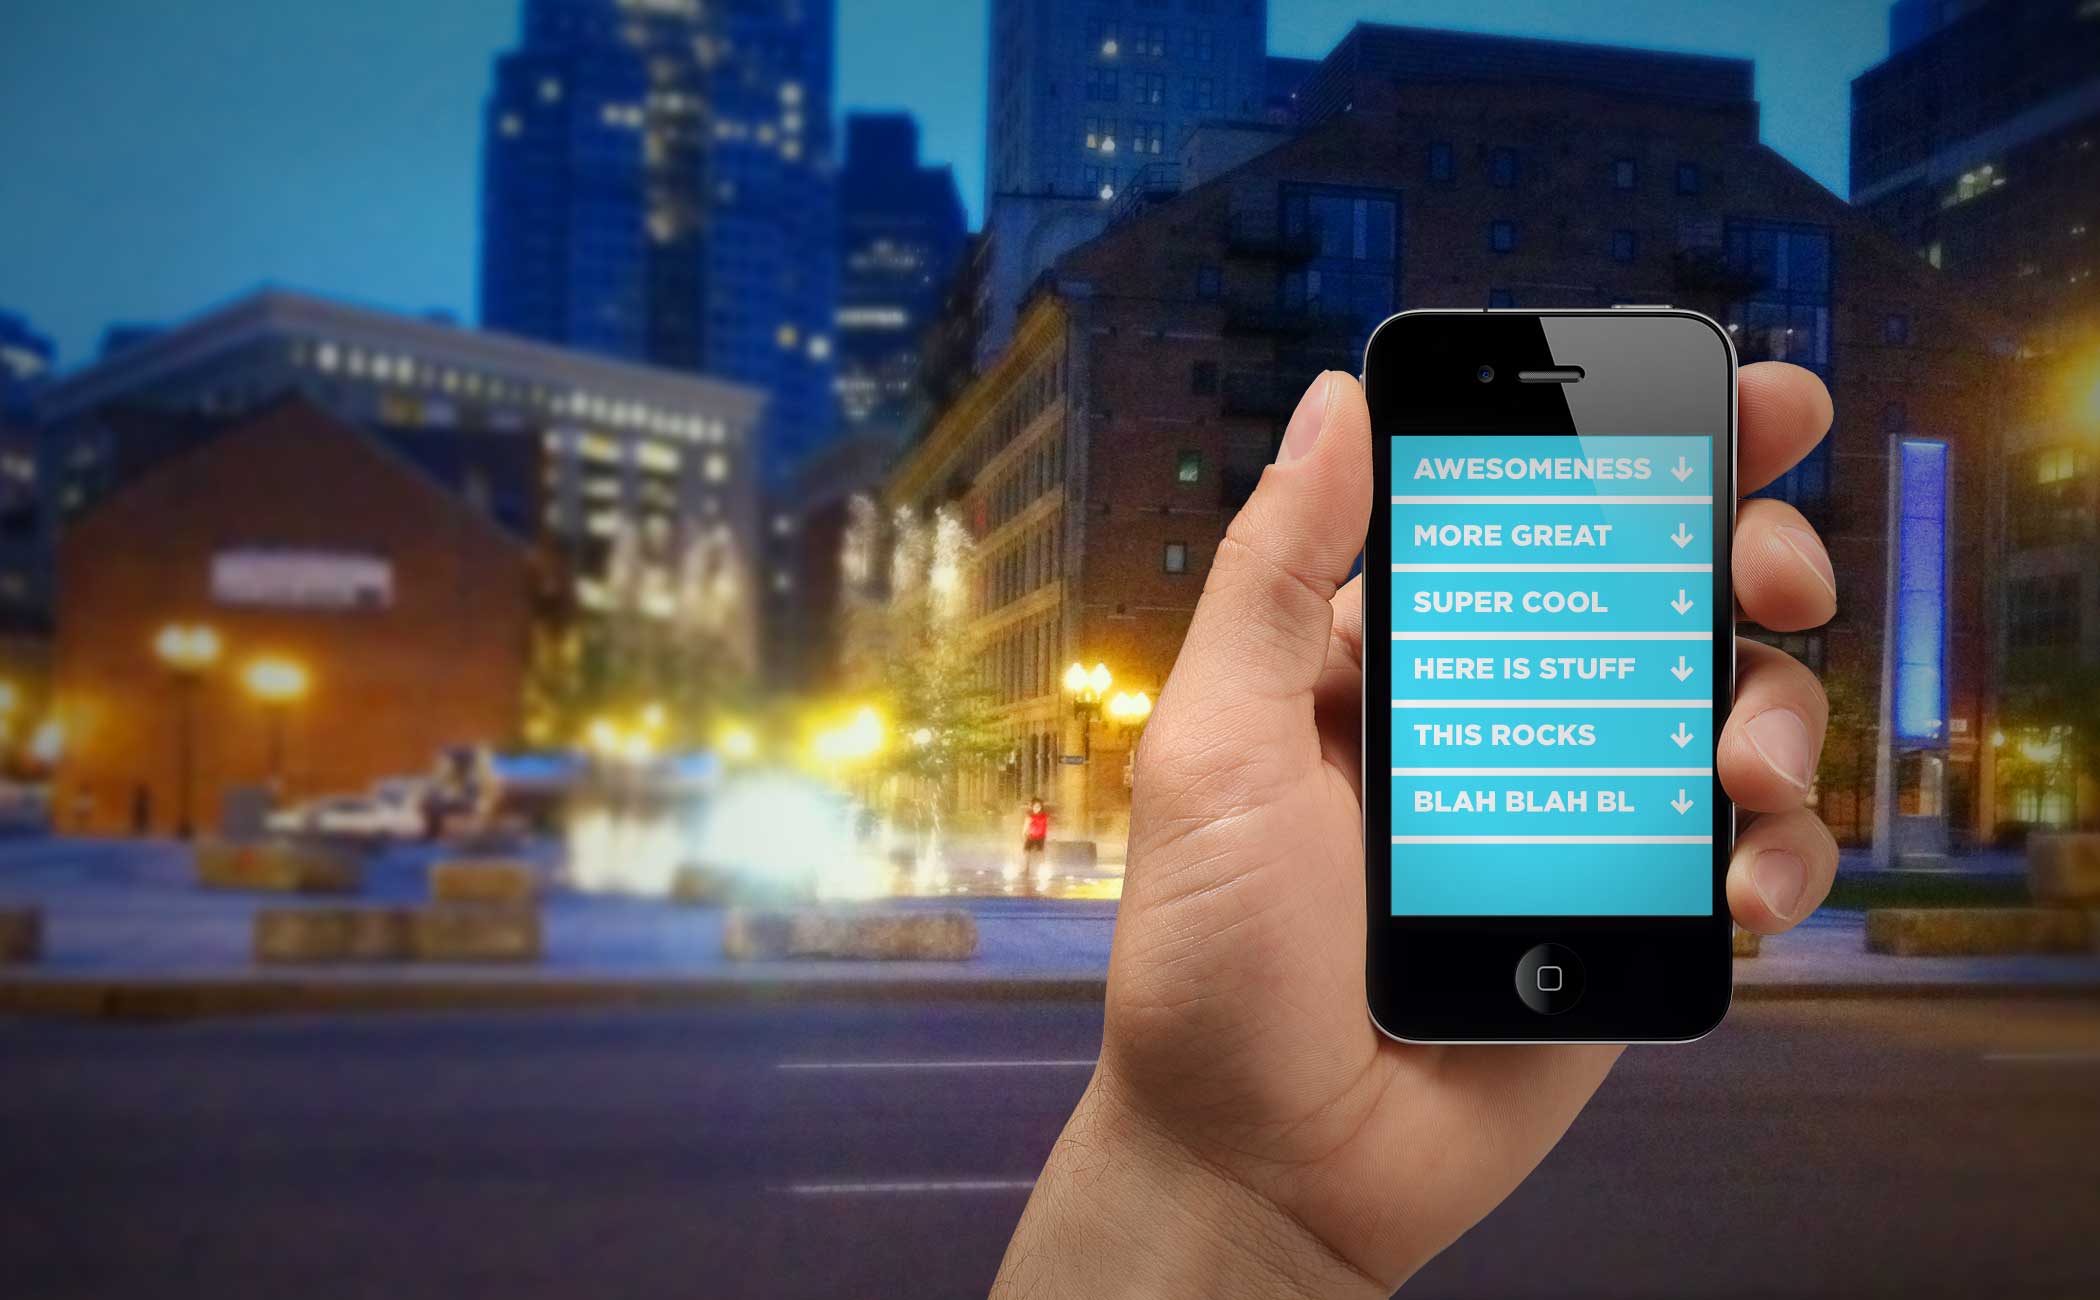 AWESOMENESS
MORE GREAT
SUPER COOL
HERE IS STUFF
THIS ROCKS
BLAH BLAH BL